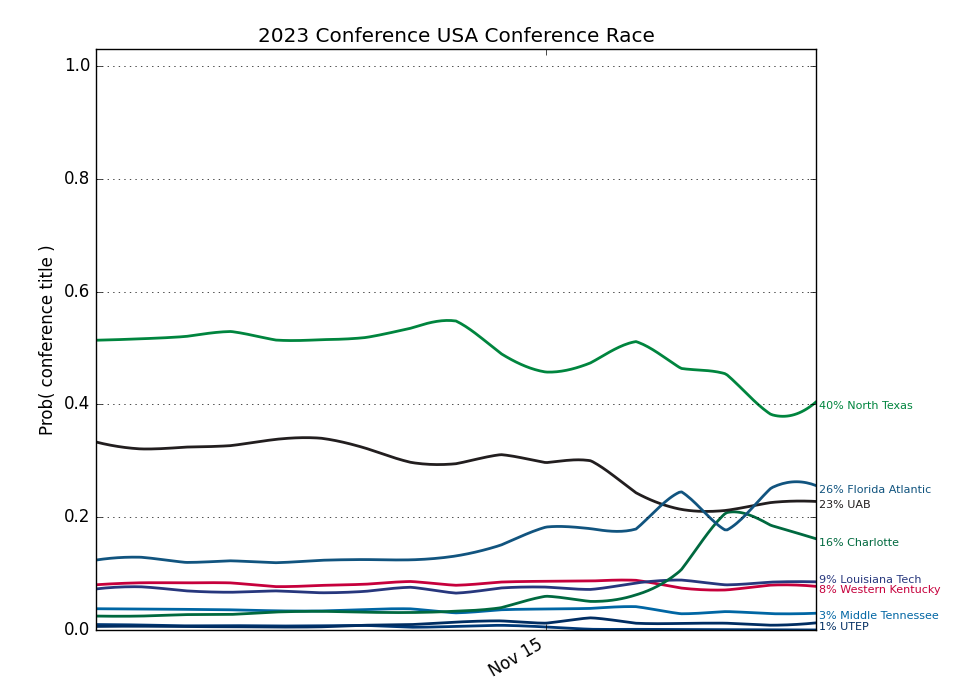 2023 Conference USA Conference Race
Prob( conference title )
1.0
0.8
0.6
0.4
0.2
0.0
Nov 15
40% North Texas
26% Florida Atlantic
23% UAB
16% Charlotte
9% Louisiana Tech
8% Western Kentucky
3% Middle Tennessee
1% UTEP